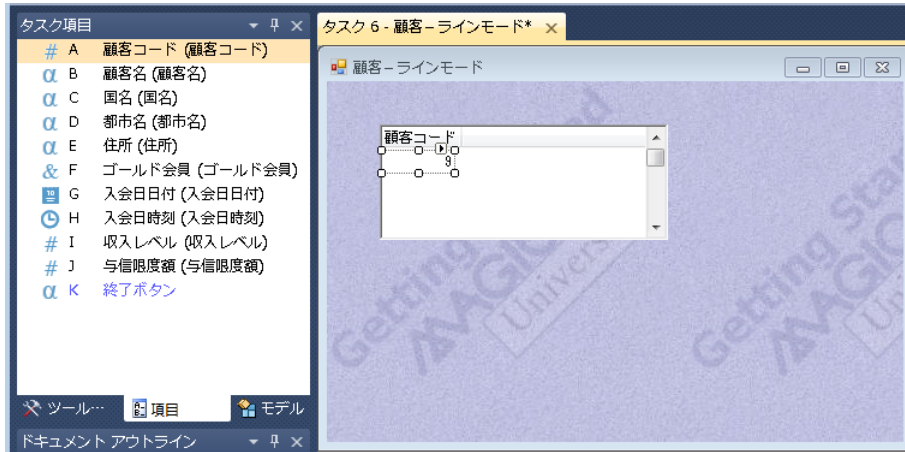 タスク項目
# A 顧客コード (顧客コード)
α B 顧客名 (顧客名)
α C 国名 (国名)
α D 都市名 (都市名)
α E 住所 (住所)
& F ゴールド会員 (ゴールド会員)
10 G 入会日日付 (入会日日付)
H 入会日時刻 (入会日時刻)
# I 収入レベル (収入レベル)
# J 与信限度額 (与信限度額)
α K 終了ボタン
ツール… 項目 モデル
ドキュメント アウトライン
タスク 6 - 顧客－ラインモード*
顧客－ラインモード
顧客コード
9
Getting Star
MAGIC
Univers
Getting Star
MAGIC
Un